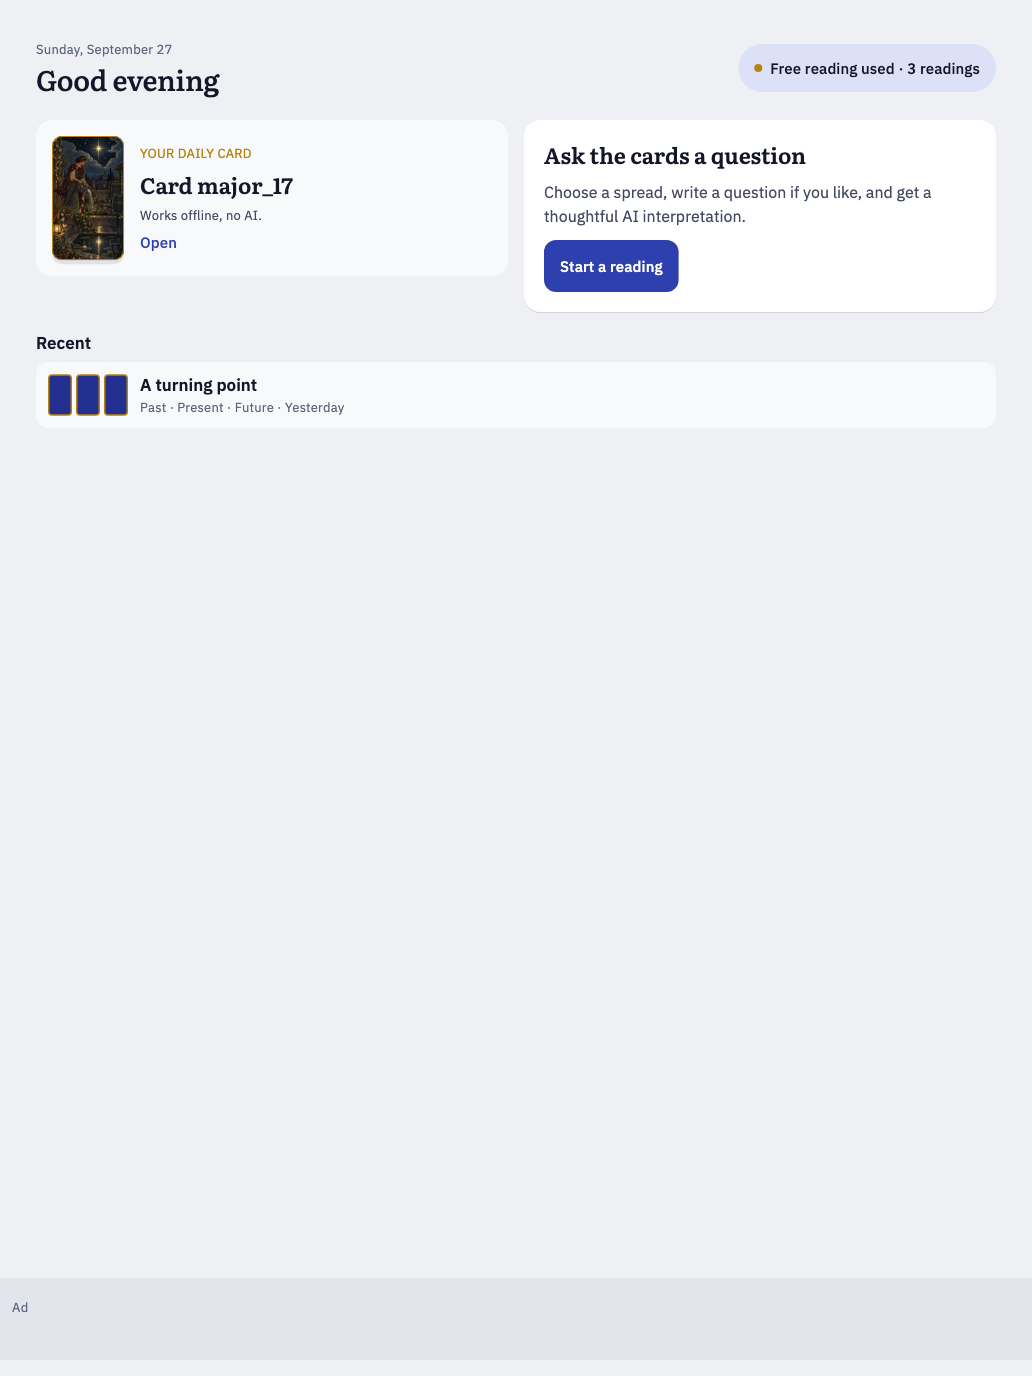 Sunday, September 27
Good evening
Free reading used · 3 readings
YOUR DAILY CARD
Card major_17
Works offline, no AI.
Open
Ask the cards a question
Choose a spread, write a question if you like, and get a
thoughtful AI interpretation.
Start a reading
Recent
A turning point
Past · Present · Future · Yesterday
Ad